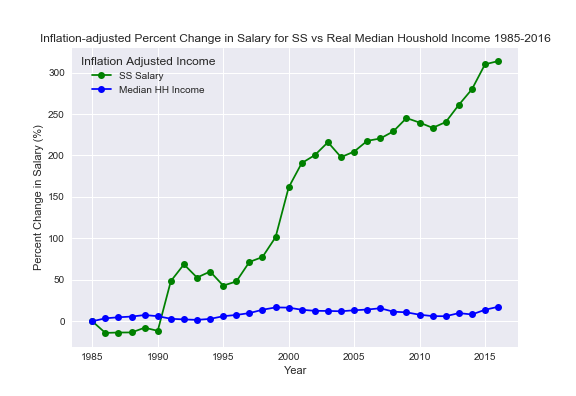 Inflation-adjusted Percent Change in Salary for SS vs Real Median Houshold Income 1985-2016
Inflation Adjusted Income
SS Salary
Median HH Income
Percent Change in Salary (%)
300
250
200
150
100
50
0
1985 1990 1995 2000 2005 2010 2015
Year